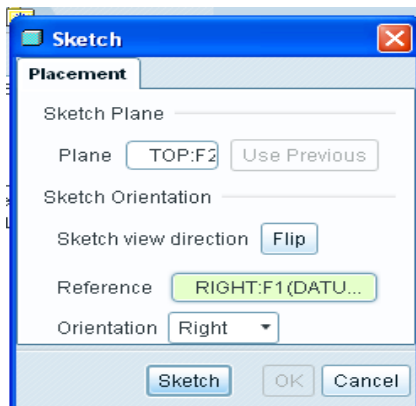 Sketch
Placement
Sketch Plane
Plane TOP:F2 Use Previous
Sketch Orientation
Sketch view direction Flip
Reference RIGHT:F1(DATU...
Orientation Right
Sketch OK Cancel